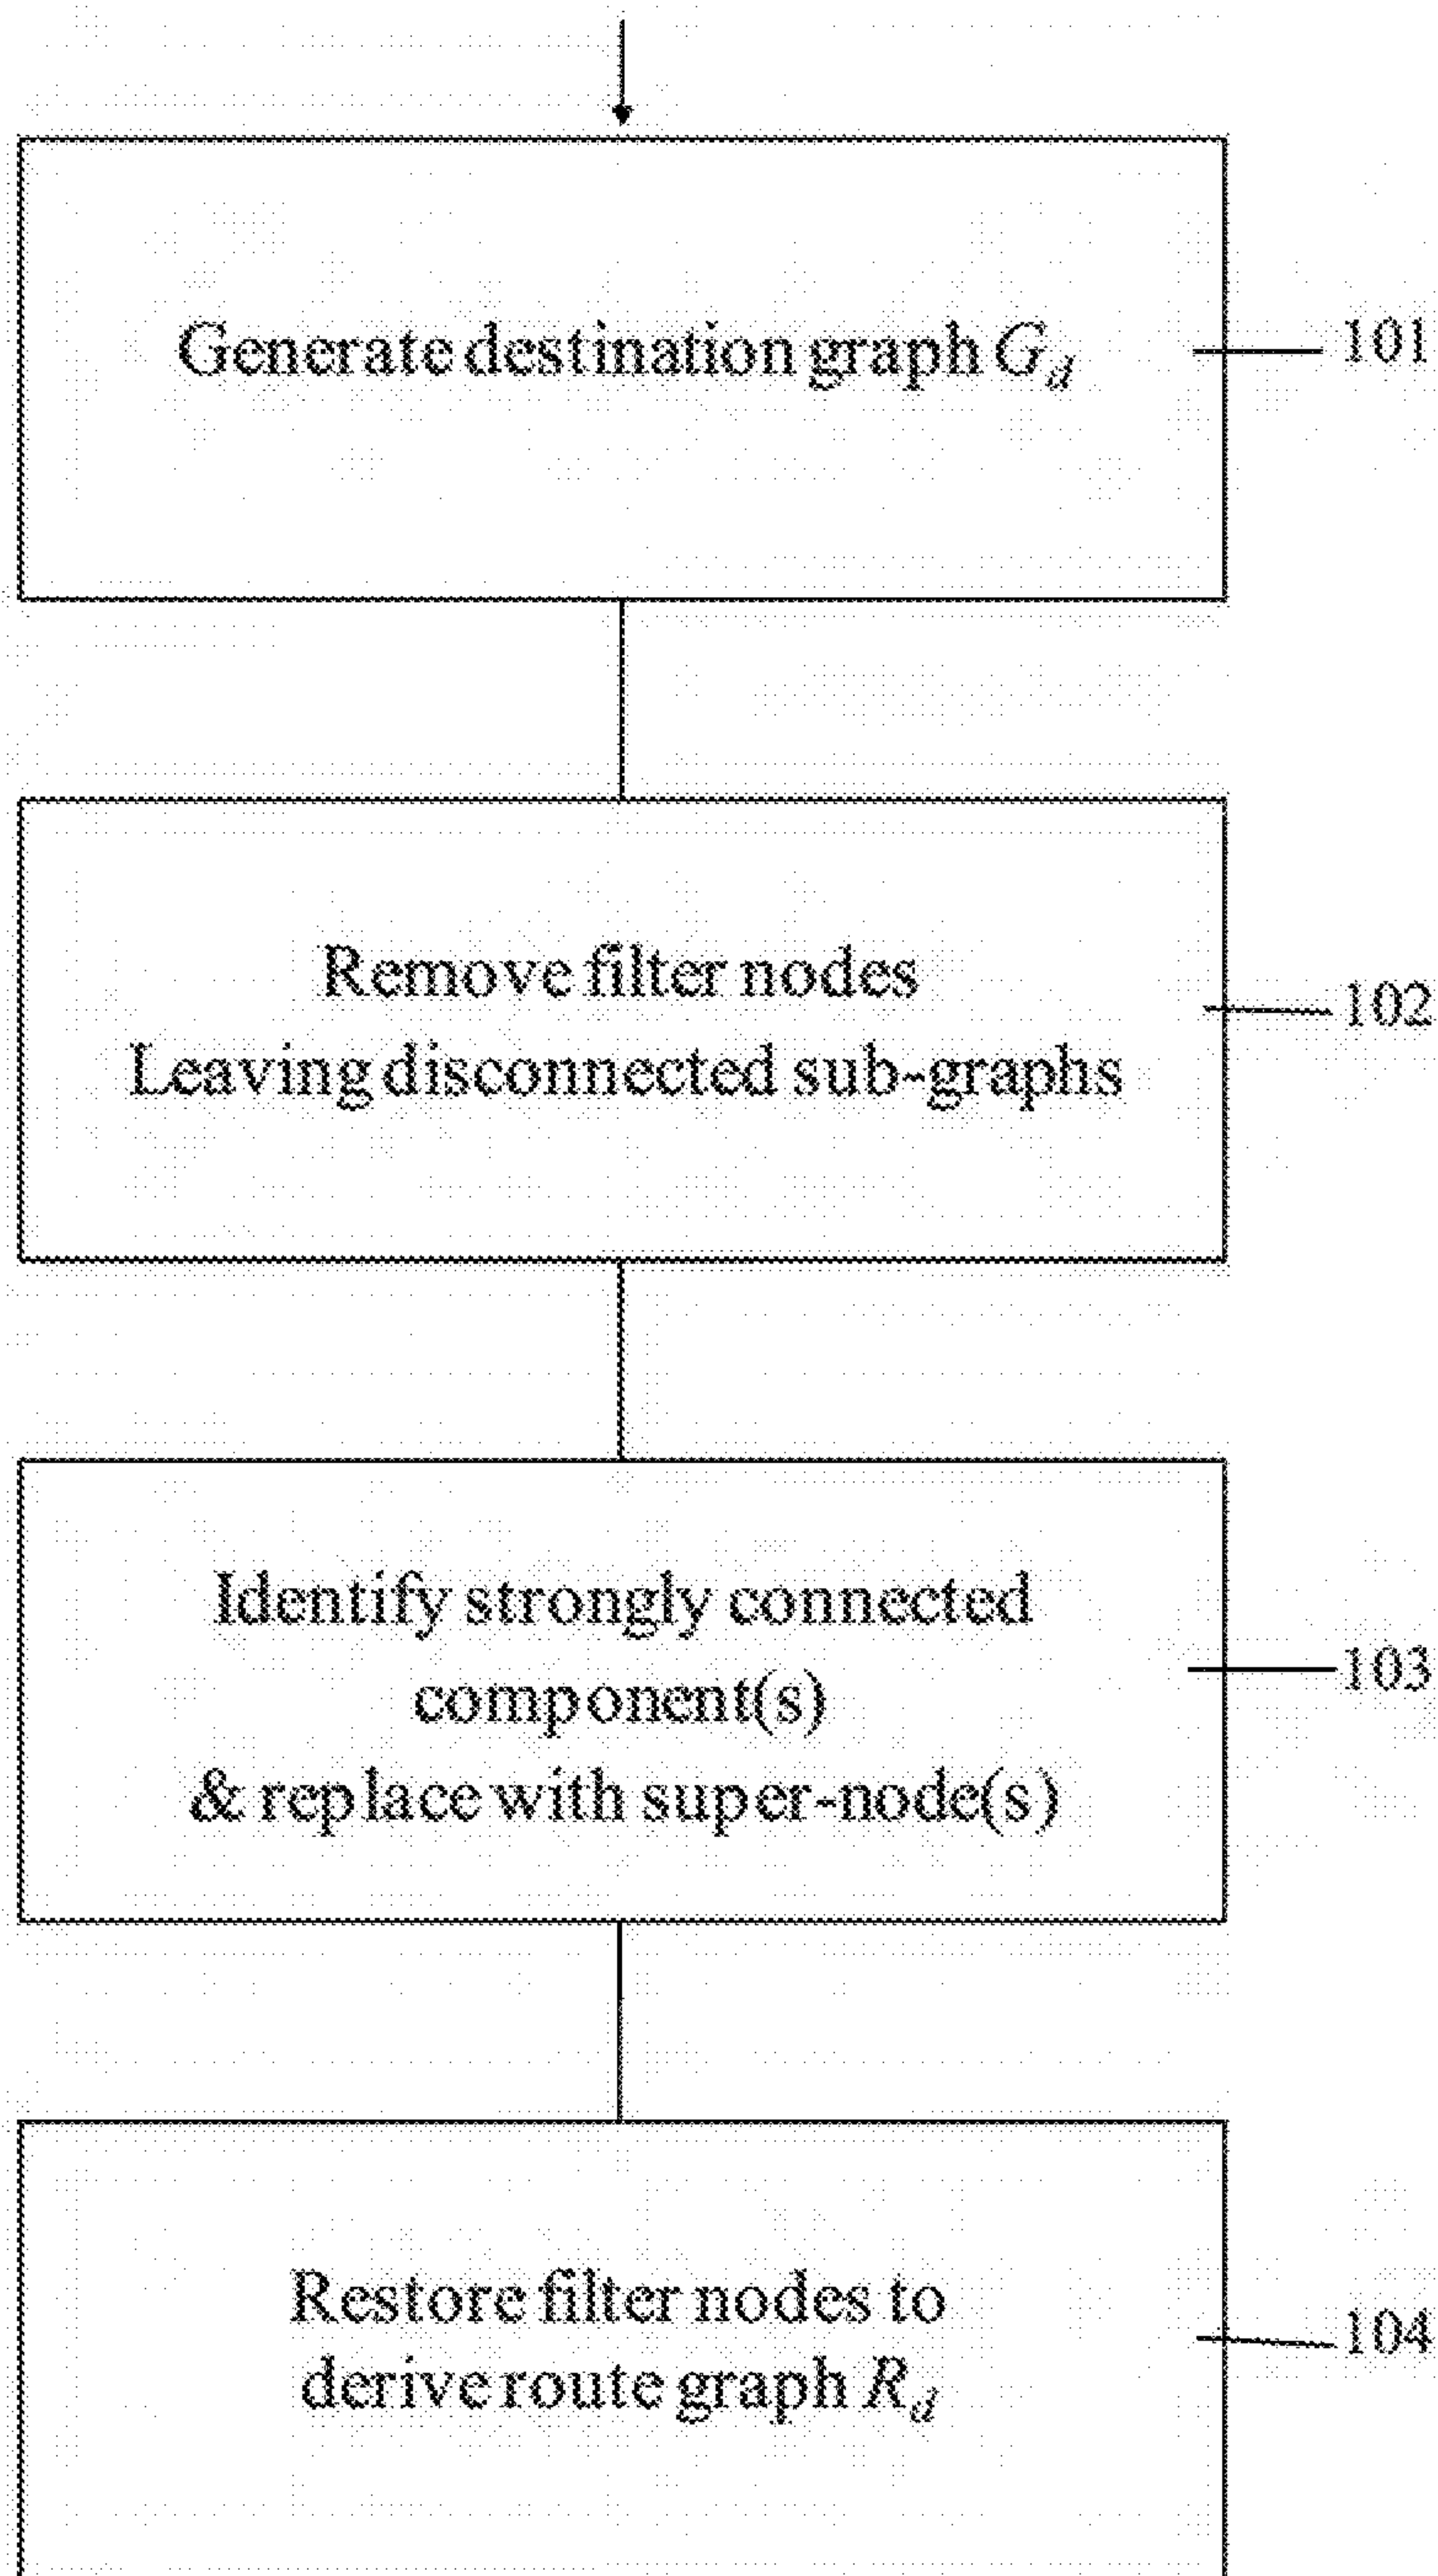 Generate destination graph G_d
101
Remove filter nodes
Leaving disconnected sub-graphs
102
Identify strongly connected
component(s)
& replace with super-node(s)
103
Restore filter nodes to
derive route graph R_d
104